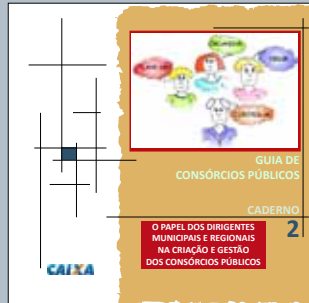 GUIA DE
CONSÓRCIOS PÚBLICOS
CADERNO
2
O PAPEL DOS DIRIGENTES
MUNICIPAIS E REGIONAIS
NA CRIAÇÃO E GESTÃO
DOS CONSÓRCIOS PÚBLICOS
CAIXA